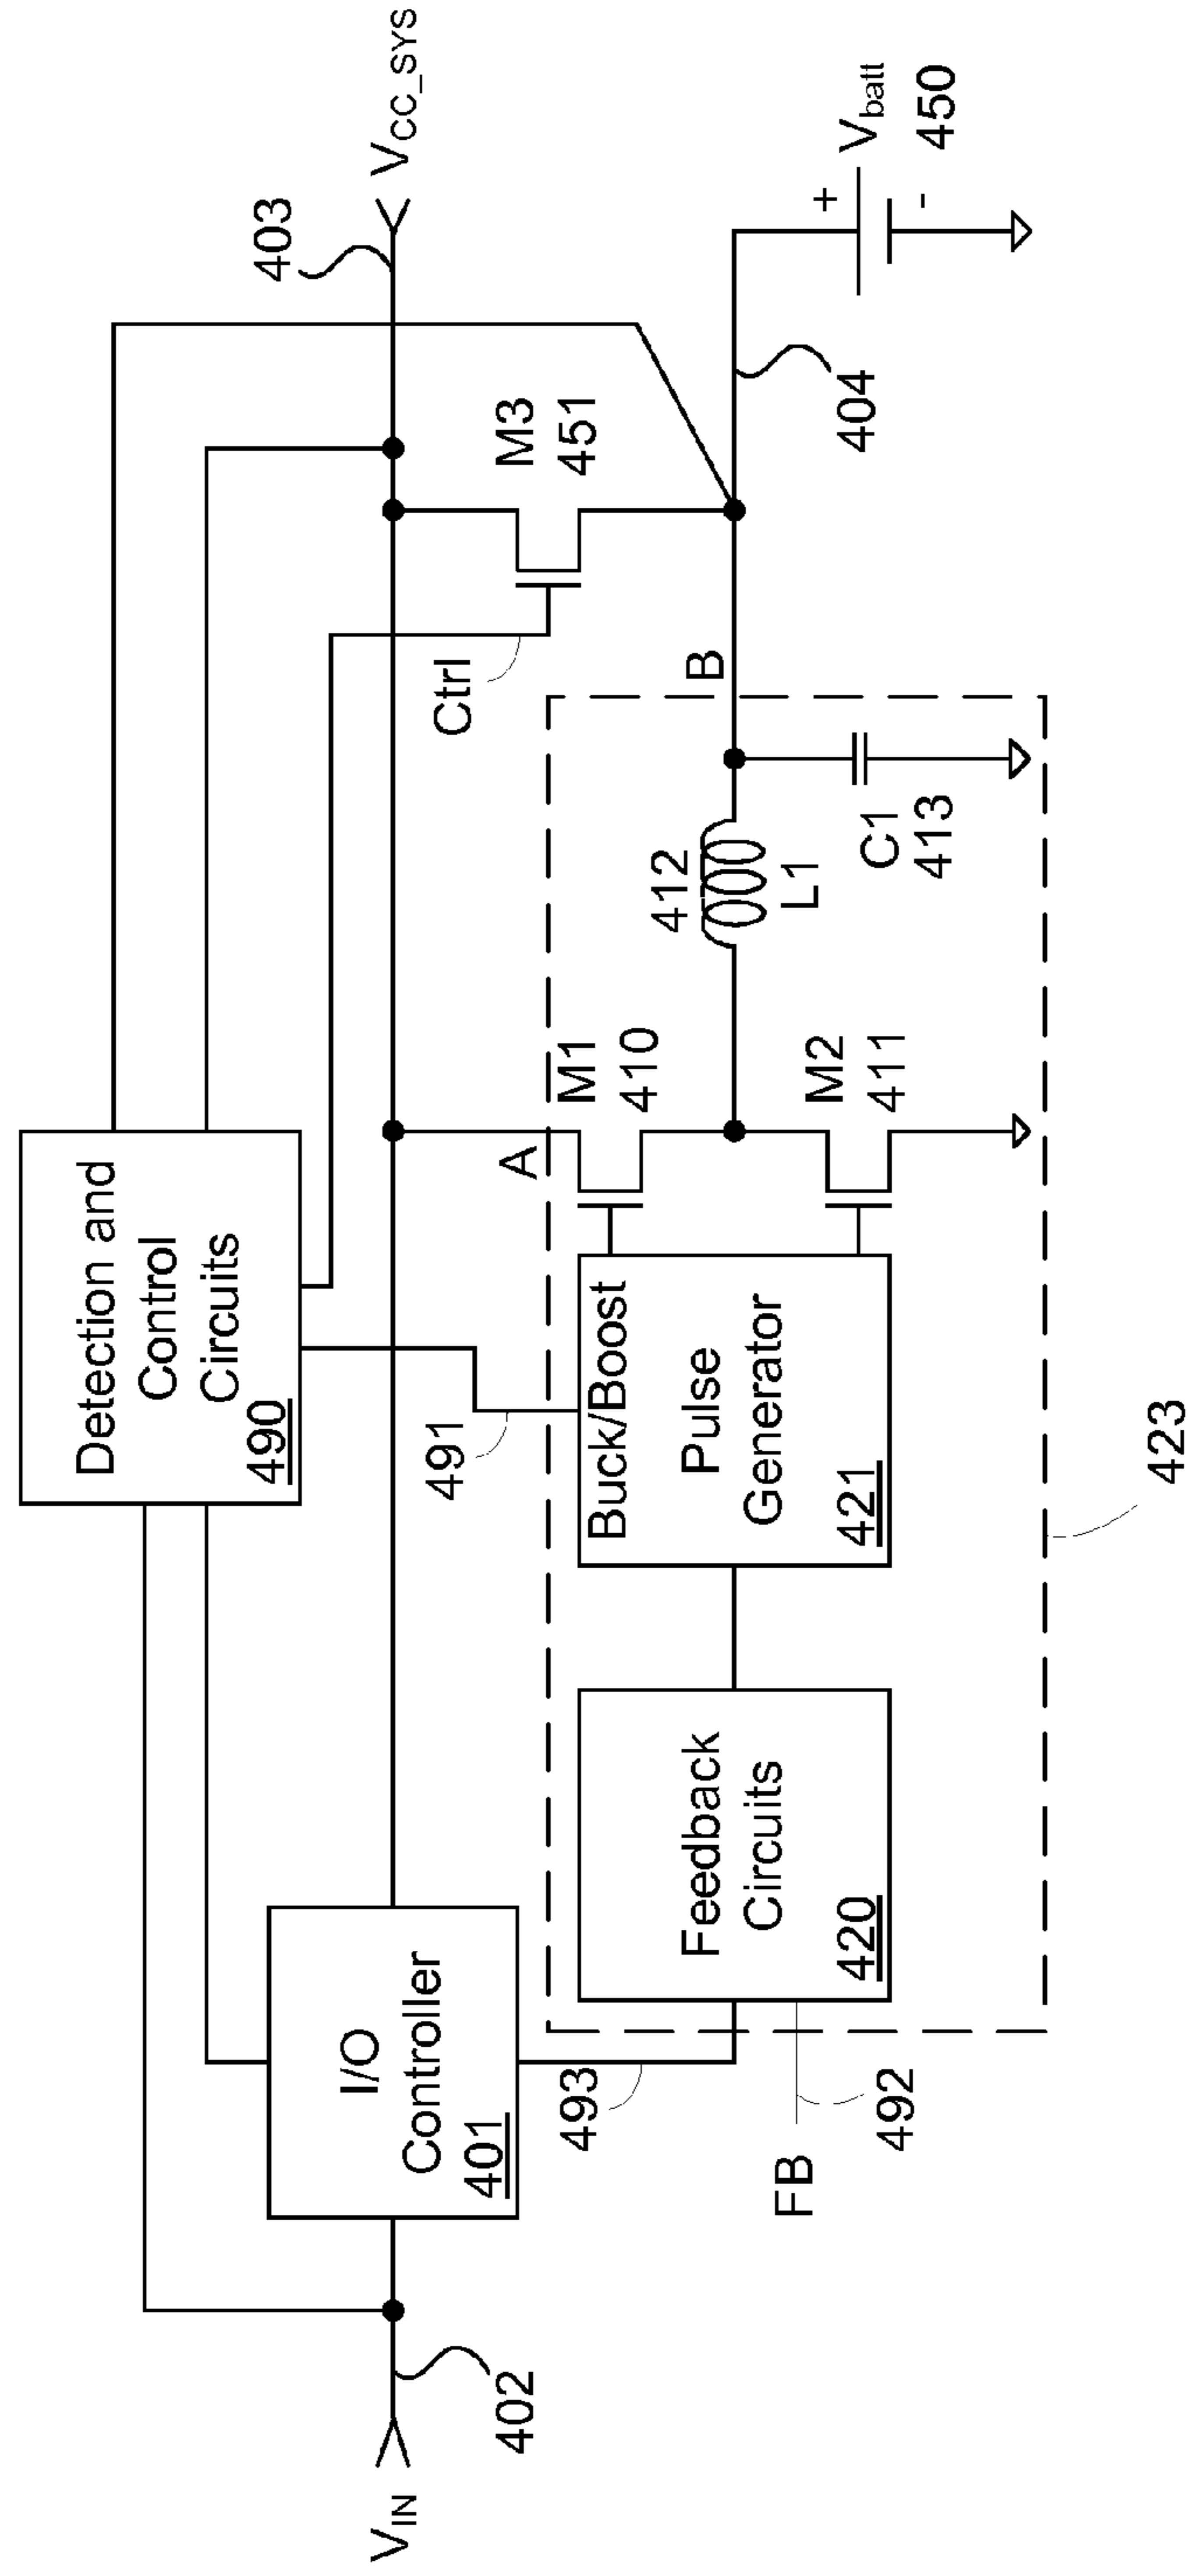 Detection and
Control
Circuits
490
V_IN
402
I/O
Controller
401
403
V_CC_SYS
Ctrl
M3
451
491
A
B
M1
410
412
L1
M2
411
C1
413
404
V_batt
450
+
-
Buck/Boost
Pulse
Generator
421
Feedback
Circuits
420
493
FB
492
423